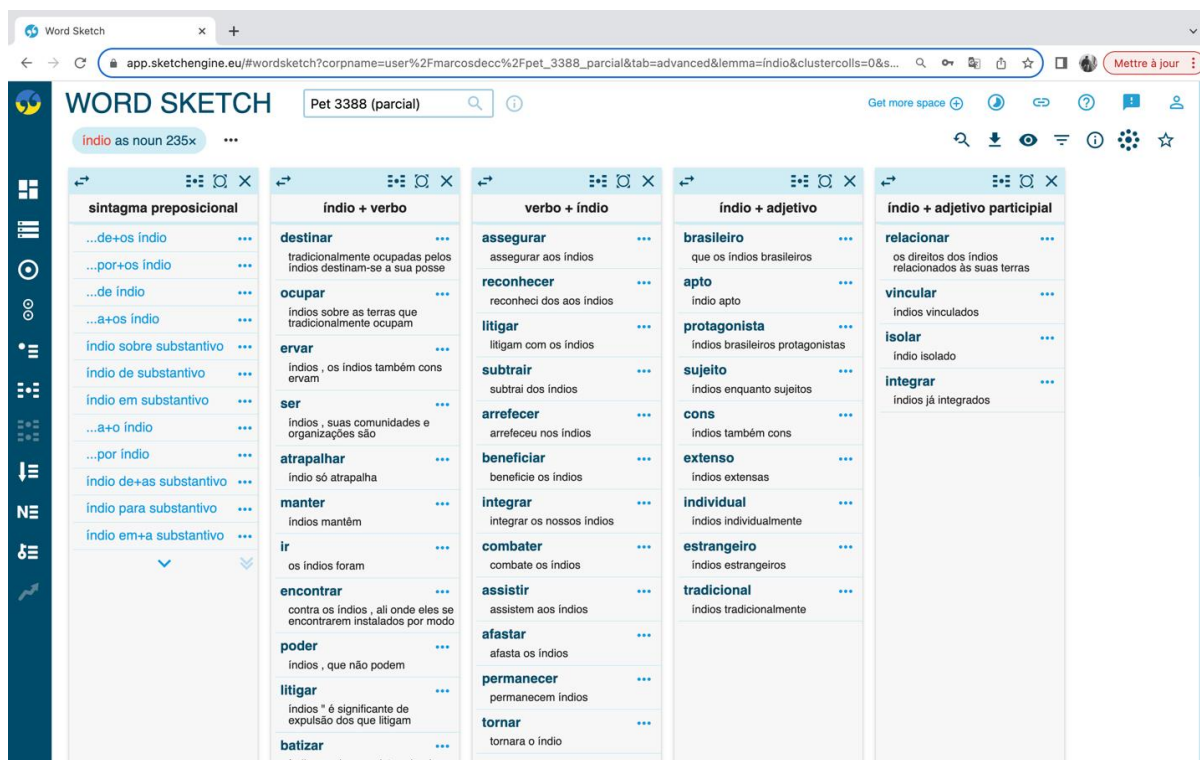 Word Sketch
app.sketchengine.eu/#wordsketch?corpname=user%2Fmarcosdecc%2Fpet_3388_parcial&tab=advanced&lemma=índio&clustercolls=0&s...
Mettre à jour
WORD SKETCH
Pet 3388 (parcial)
Get more space
índio as noun 235×
sintagma preposicional
...de+os índio
...por+os índio
...de índio
...a+os índio
índio sobre substantivo
índio de substantivo
índio em substantivo
...a+o índio
...por índio
índio de+as substantivo
índio para substantivo
índio em+a substantivo
índio + verbo
destinar
tradicionalmente ocupadas pelos
índios destinam-se a sua posse
ocupar
índios sobre as terras que
tradicionalmente ocupam
ervar
índios , os índios também cons
ervam
ser
índios , suas comunidades e
organizações são
atrapalhar
índio só atrapalha
manter
índios mantêm
ir
os índios foram
encontrar
contra os índios , ali onde eles se
encontrarem instalados por modo
poder
índios , que não podem
litigar
índios " é significante de
expulsão dos que litigam
batizar
verbo + índio
assegurar
assegurar aos índios
reconhecer
reconheci dos aos índios
litigar
litigam com os índios
subtrair
subtrai dos índios
arrefecer
arrefeceu nos índios
beneficiar
beneficie os índios
integrar
integrar os nossos índios
combater
combate os índios
assistir
assistem aos índios
afastar
afasta os índios
permanecer
permanecem índios
tornar
tornara o índio
índio + adjetivo
brasileiro
que os índios brasileiros
apto
índio apto
protagonista
índios brasileiros protagonistas
sujeito
índios enquanto sujeitos
cons
índios também cons
extenso
índios extensas
individual
índios individualmente
estrangeiro
índios estrangeiros
tradicional
índios tradicionalmente
índio + adjetivo participial
relacionar
os direitos dos índios
relacionados às suas terras
vincular
índios vinculados
isolar
índio isolado
integrar
índios já integrados